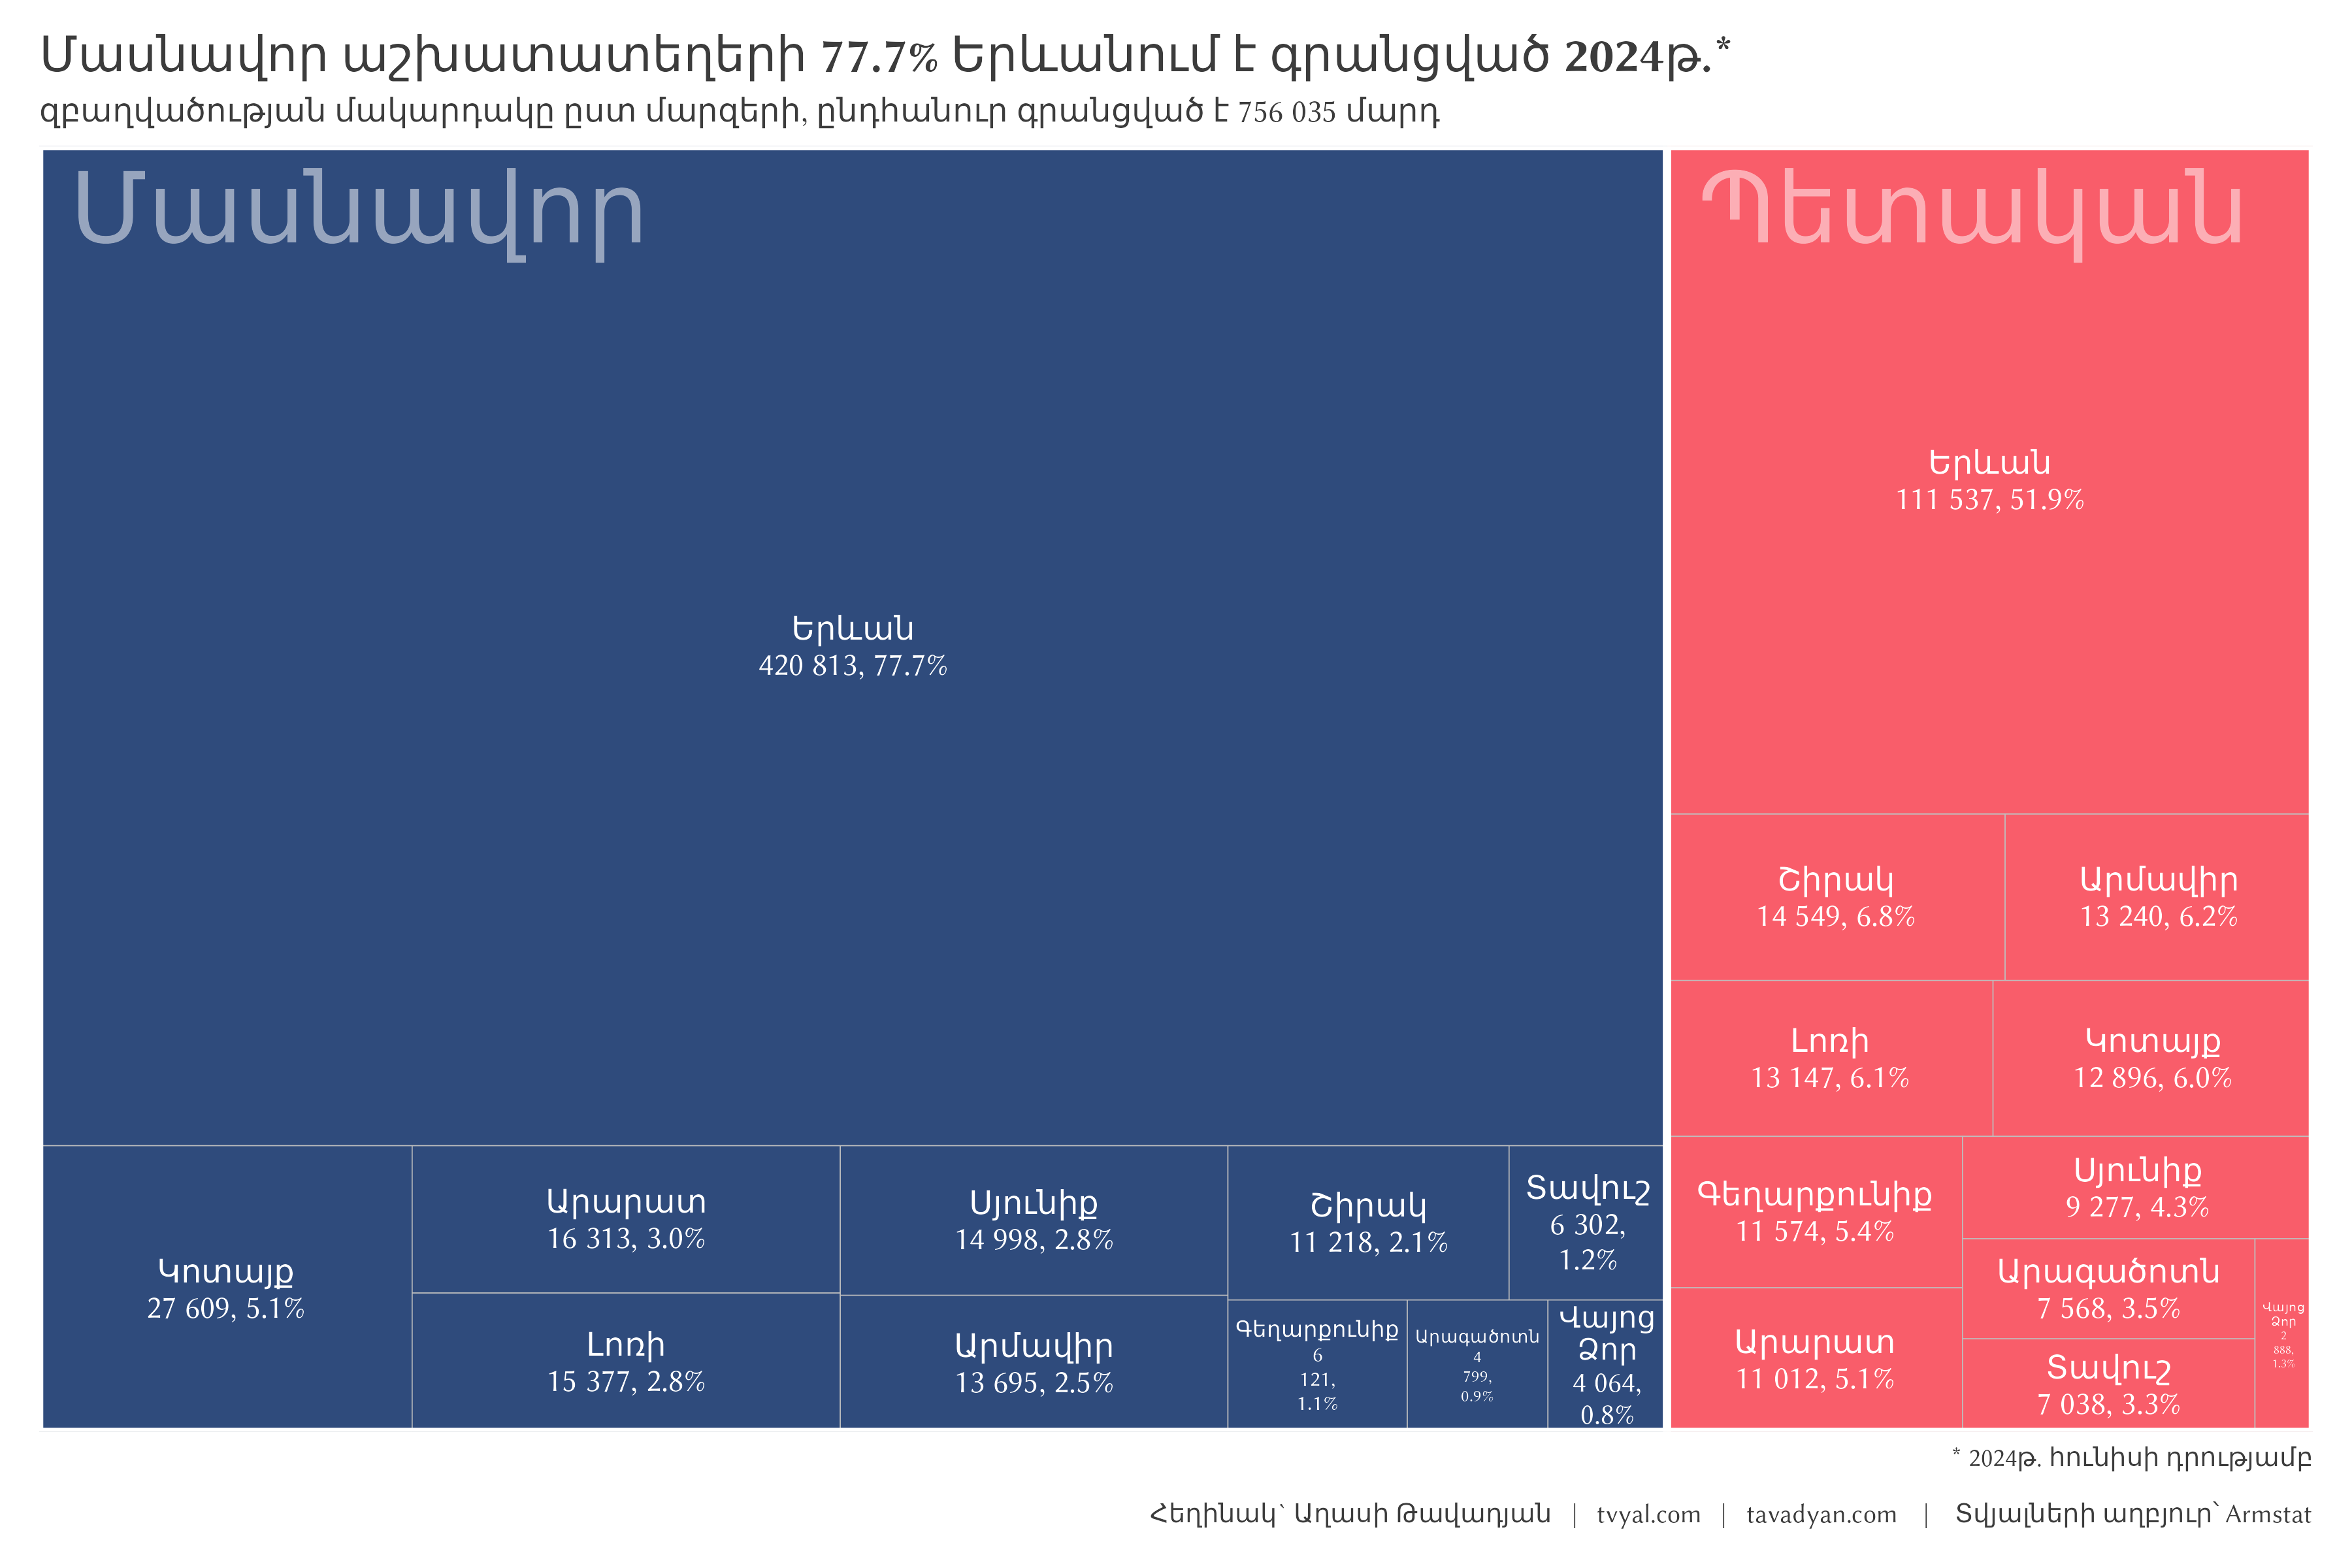 Մասնավոր աշխատատեղերի 77.7% Երևանում է գրանցված 2024թ.*
զբաղվածության մակարդակը ըստ մարզերի, ընդհանուր գրանցված է 756 035 մարդ
Մասնավոր
Երևան
420 813, 77.7%
Կոտայք
27 609, 5.1%
Արարատ
16 313, 3.0%
Լոռի
15 377, 2.8%
Սյունիք
14 998, 2.8%
Արմավիր
13 695, 2.5%
Շիրակ
11 218, 2.1%
Տավուշ
6 302,
1.2%
Գեղարքունիք
6
121,
1.1%
Արագածոտն
4
799,
0.9%
Վայոց
Ձոր
4 064,
0.8%
Պետական
Երևան
111 537, 51.9%
Շիրակ
14 549, 6.8%
Արմավիր
13 240, 6.2%
Լոռի
13 147, 6.1%
Կոտայք
12 896, 6.0%
Գեղարքունիք
11 574, 5.4%
Արարատ
11 012, 5.1%
Սյունիք
9 277, 4.3%
Արագածոտն
7 568, 3.5%
Տավուշ
7 038, 3.3%
Վայոց
Ձոր
2
888,
1.3%
* 2024թ. հունիսի դրությամբ
Հեղինակ` Աղասի Թավադյան | tvyal.com | tavadyan.com | Տվյալների աղբյուր՝ Armstat